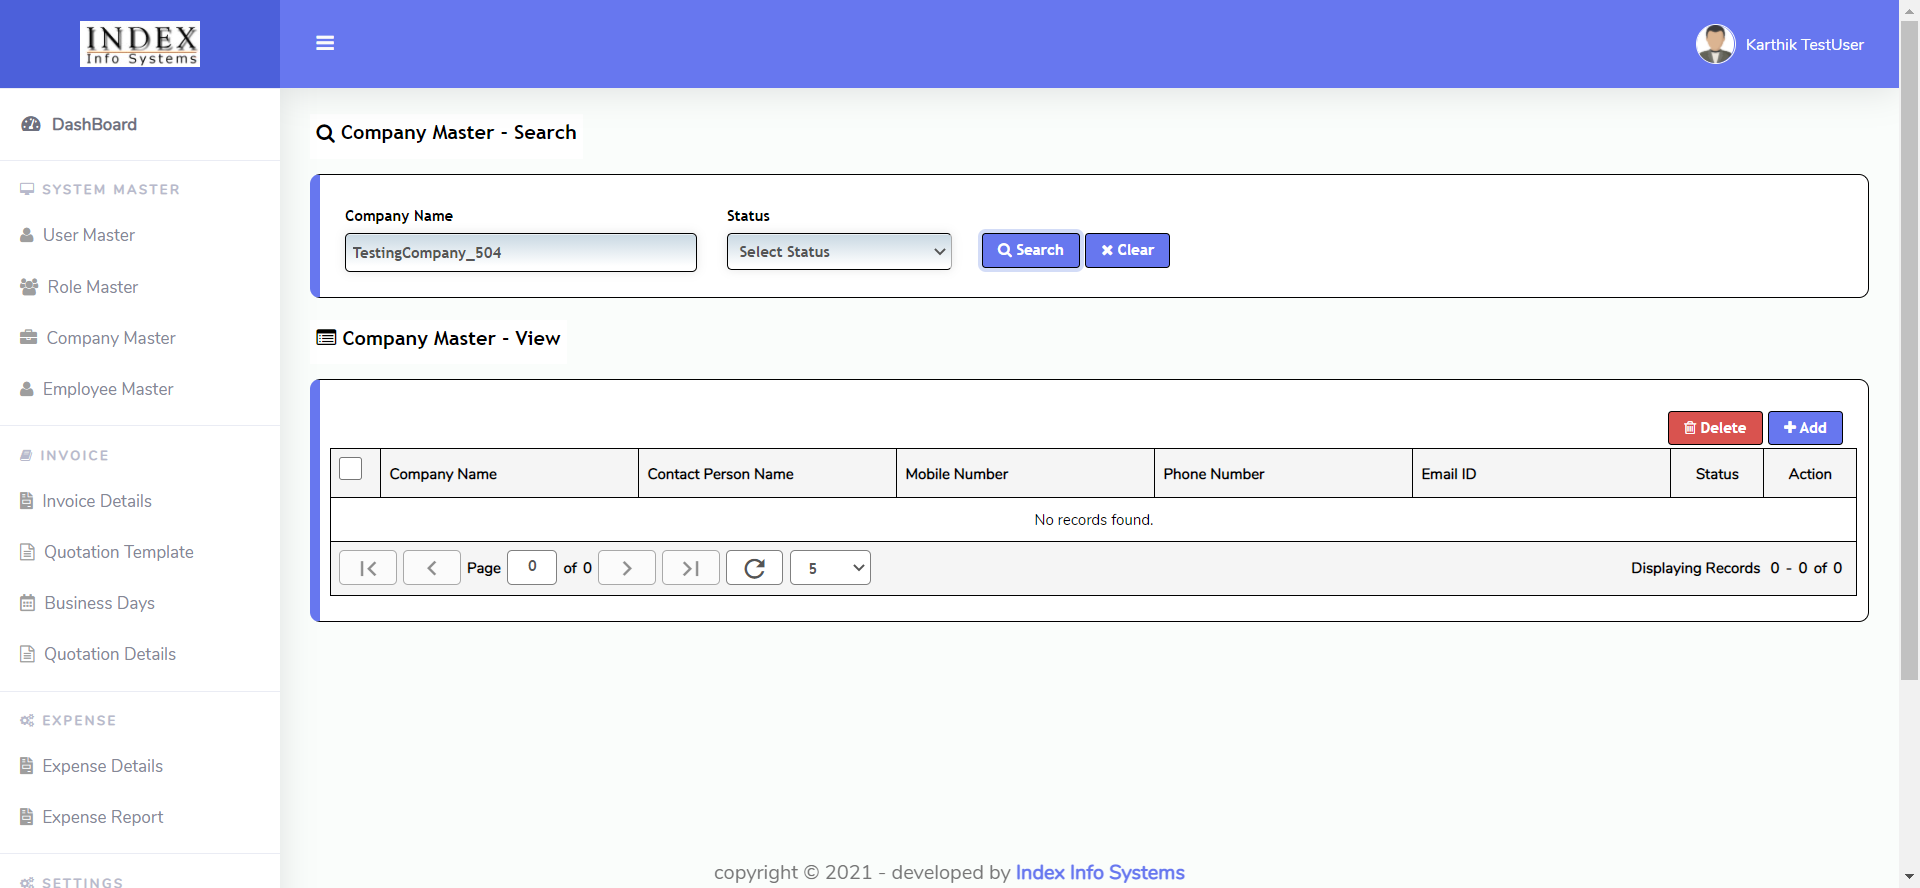 INDEX
Info Systems
Karthik TestUser
DashBoard
SYSTEM MASTER
User Master
Role Master
Company Master
Employee Master
INVOICE
Invoice Details
Quotation Template
Business Days
Quotation Details
EXPENSE
Expense Details
Expense Report
SETTINGS
Company Master - Search
Company Name
Status
TestingCompany_504
Select Status
Search
Clear
Company Master - View
Delete
Add
Company Name
Contact Person Name
Mobile Number
Phone Number
Email ID
Status
Action
No records found.
Page 0 of 0
5
Displaying Records 0 - 0 of 0
copyright © 2021 - developed by Index Info Systems